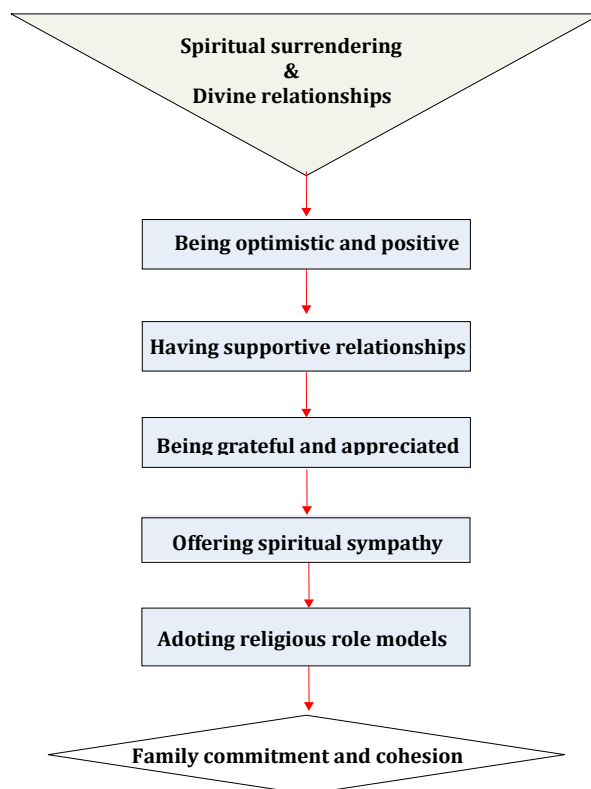 Spiritual surrendering
&
Divine relationships
Being optimistic and positive
Having supportive relationships
Being grateful and appreciated
Offering spiritual sympathy
Adoting religious role models
Family commitment and cohesion